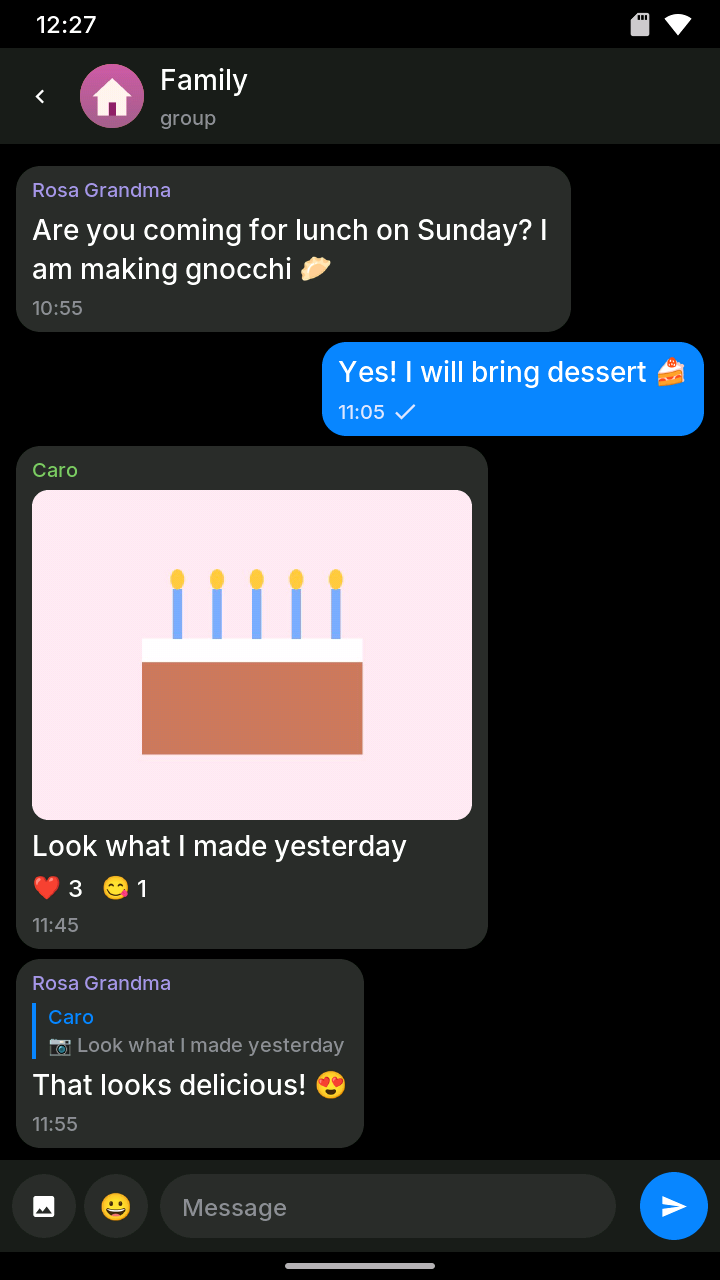 12:27
Family
group
Rosa Grandma
Are you coming for lunch on Sunday? I
am making gnocchi 🥟
10:55
Yes! I will bring dessert 🍰
11:05
Caro
Look what I made yesterday
❤️ 3 😋 1
11:45
Rosa Grandma
Caro
📷 Look what I made yesterday
That looks delicious! 😍
11:55
Message